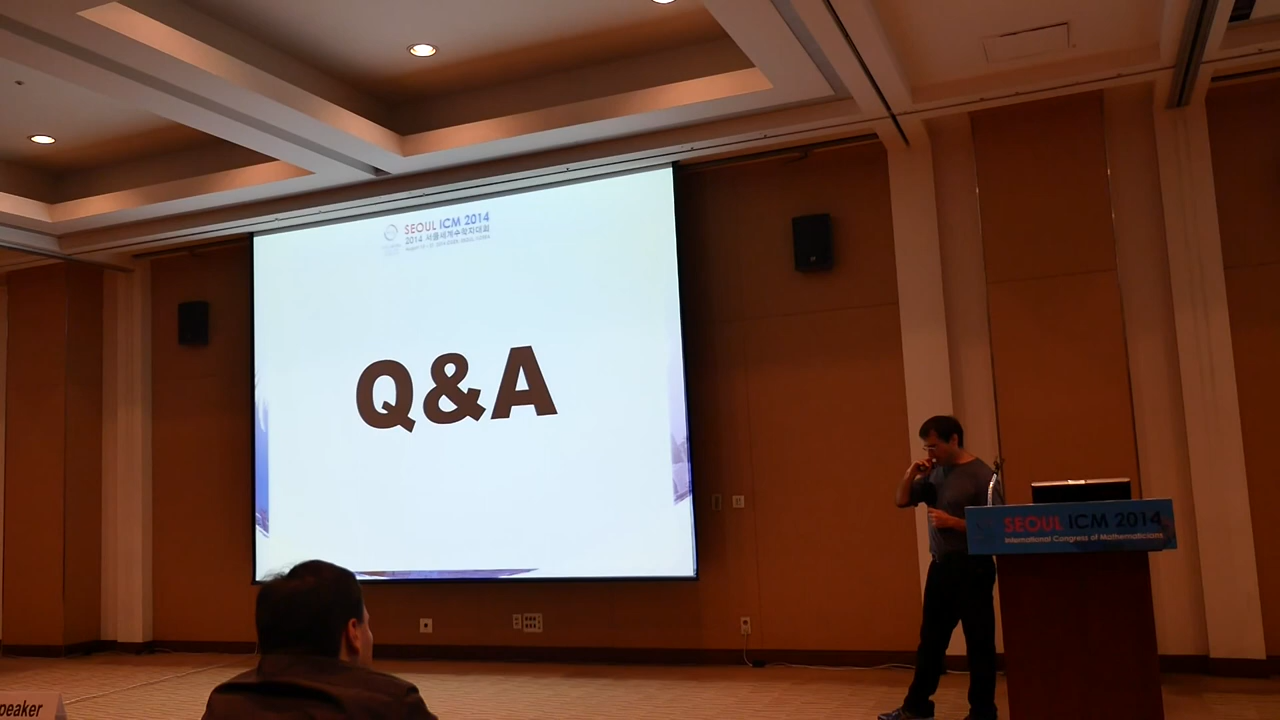 SEOUL ICM 2014
2014 서울세계수학자대회
Q&A
SEOUL ICM 2014
International Congress of Mathematicians
peaker